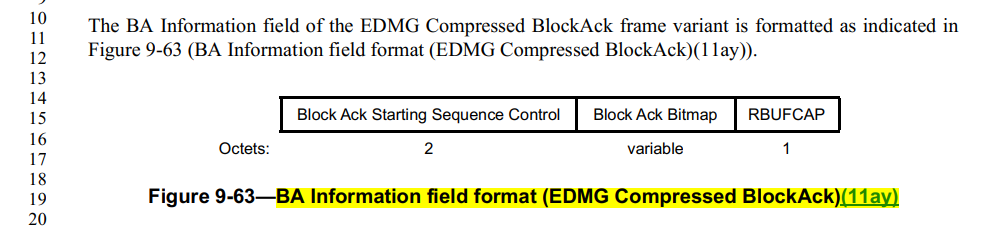 10
The BA Information field of the EDMG Compressed BlockAck frame variant is formatted as indicated in
11
Figure 9-63 (BA Information field format (EDMG Compressed BlockAck)(11ay)).
12
13
14
Block Ack Starting Sequence Control Block Ack Bitmap RBUFCAP
15
16
Octets: 2 variable 1
17
18
Figure 9-63—BA Information field format (EDMG Compressed BlockAck)(11ay)
19
20